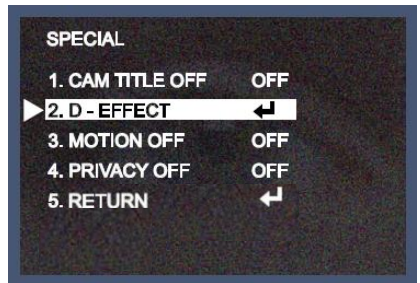 SPECIAL
1. CAM TITLE OFF OFF
2. D - EFFECT ↵
3. MOTION OFF OFF
4. PRIVACY OFF OFF
5. RETURN ↵